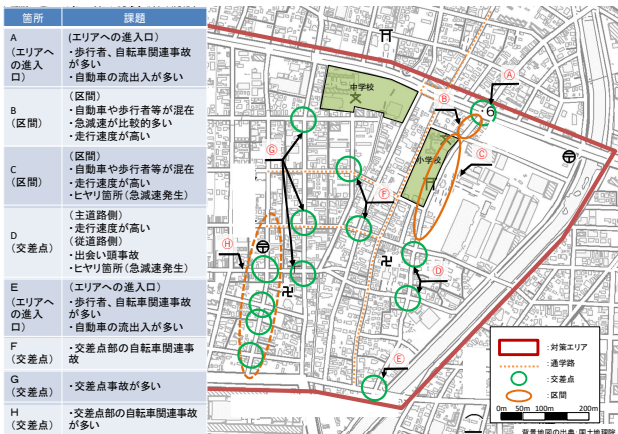 箇所 課題
A
(エリアへ
の進入
口)
(エリアへの進入口)
・歩行者、自転車関連事故
が多い
・自動車の流出入が多い
B
(区間)
(区間)
・自動車や歩行者等が混在
・急減速が比較的多い
・走行速度が高い
C
(区間)
(区間)
・自動車や歩行者等が混在
・走行速度が高い
・ヒヤリ箇所(急減速発生)
D
(交差点)
(主道路側)
・走行速度が高い
(従道路側)
・出会い頭事故
・ヒヤリ箇所(急減速発生)
E
(エリアへ
の進入
口)
(エリアへの進入口)
・歩行者、自転車関連事故
が多い
・自動車の流出入が多い
F
(交差点)
・交差点部の自転車関連事
故
G
(交差点)
・交差点事故が多い
H
(交差点)
・交差点部の自転車関連事故
が多い
中学校
小学校
Ⓐ
Ⓑ
Ⓒ
Ⓖ
Ⓕ
Ⓗ
Ⓓ
Ⓔ
:対策エリア
:通学路
:交差点
:区間
0m 50m 100m 200m
背景地図の出典:国土地理院